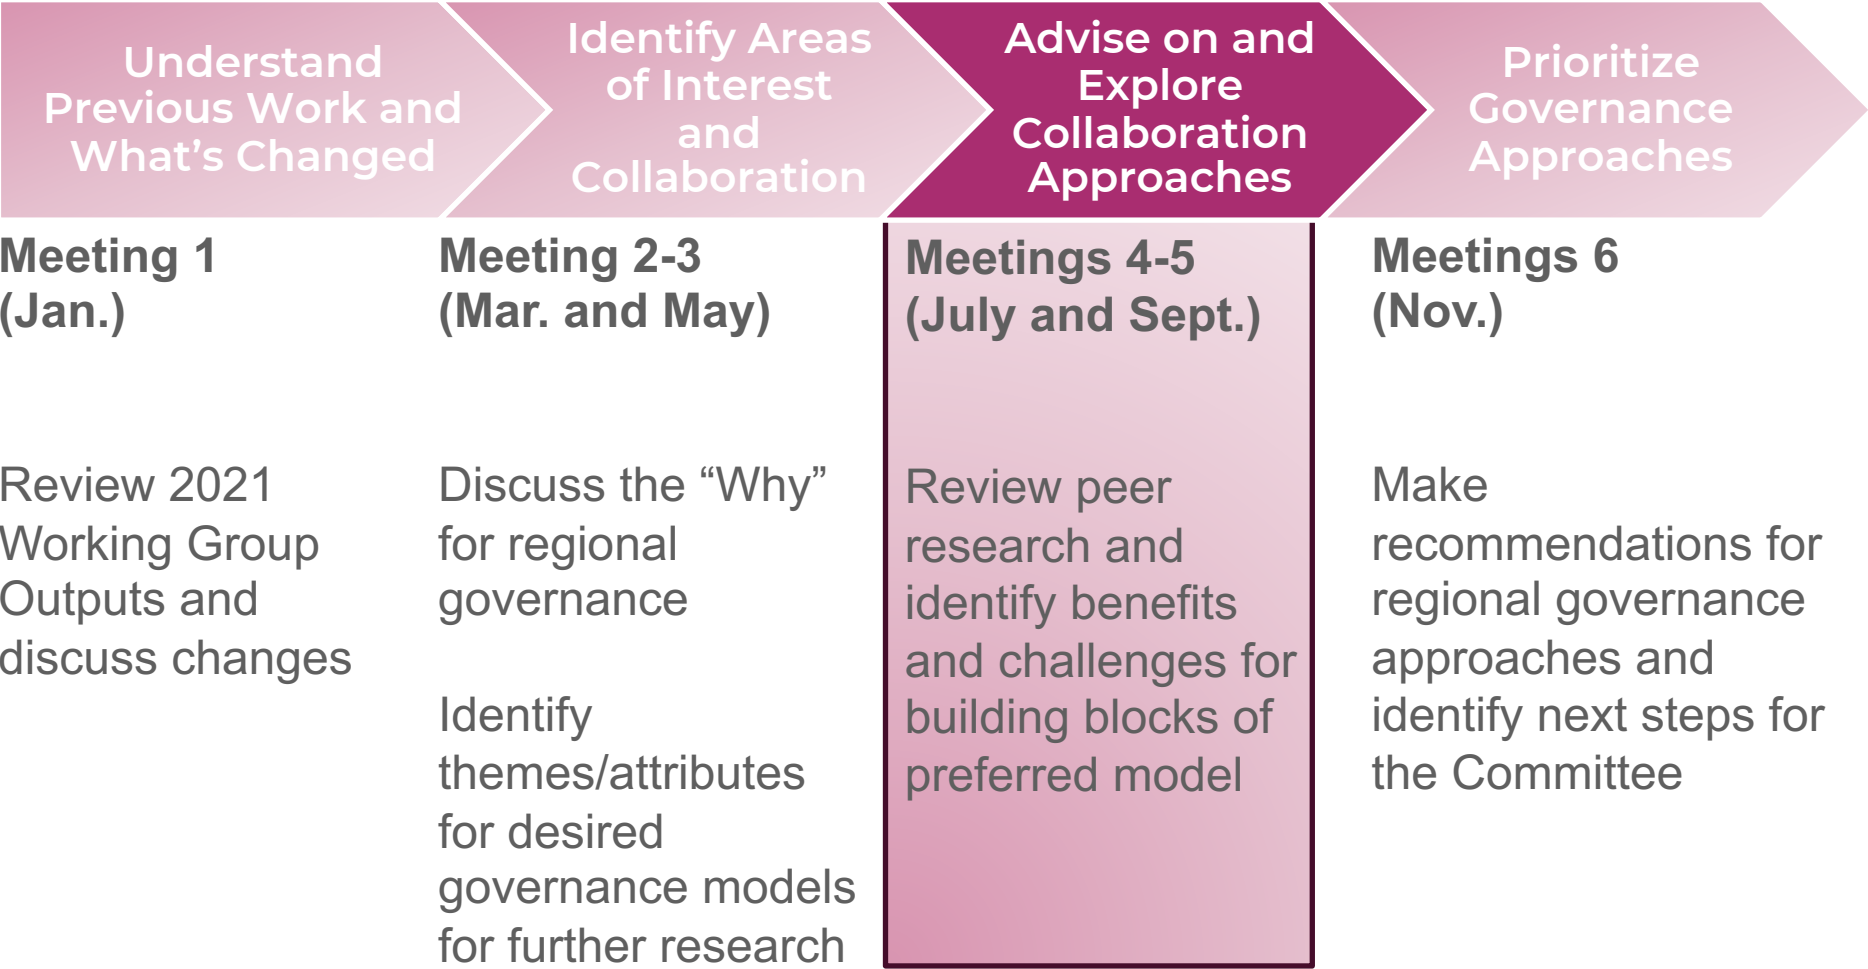 Understand
Previous Work and
What's Changed
Identify Areas
of Interest
and
Collaboration
Advise on and
Explore
Collaboration
Approaches
Prioritize
Governance
Approaches
Meeting 1
(Jan.)
Review 2021
Working Group
Outputs and
discuss changes
Meeting 2-3
(Mar. and May)
Discuss the “Why”
for regional
governance
Identify
themes/attributes
for desired
governance models
for further research
Meetings 4-5
(July and Sept.)
Review peer
research and
identify benefits
and challenges for
building blocks of
preferred model
Meetings 6
(Nov.)
Make
recommendations for
regional governance
approaches and
identify next steps for
the Committee